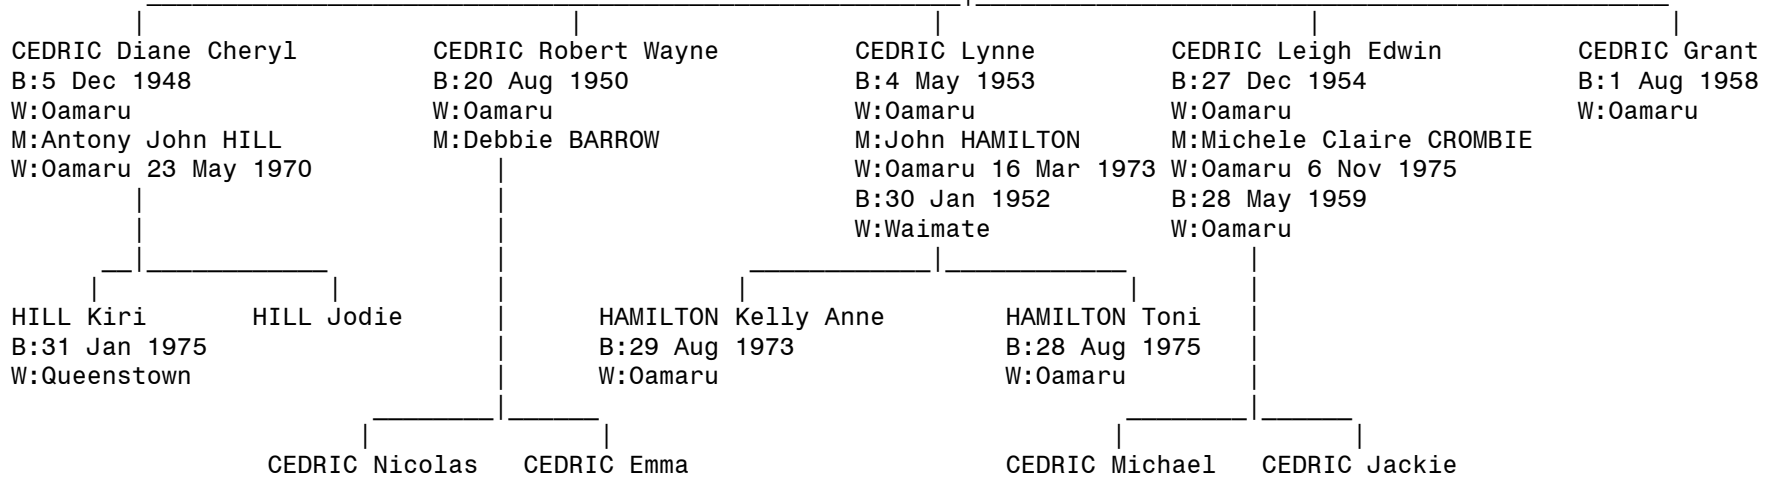 CEDRIC Diane Cheryl CEDRIC Robert Wayne CEDRIC Lynne CEDRIC Leigh Edwin CEDRIC Grant
B:5 Dec 1948 B:20 Aug 1950 B:4 May 1953 B:27 Dec 1954 B:1 Aug 1958
W:Oamaru W:Oamaru W:Oamaru W:Oamaru W:Oamaru
M:Antony John HILL M:Debbie BARROW M:John HAMILTON M:Michele Claire CROMBIE
W:Oamaru 23 May 1970 W:Oamaru 16 Mar 1973 W:Oamaru 6 Nov 1975
B:30 Jan 1952 B:28 May 1959
W:Waimate W:Oamaru
HILL Kiri HILL Jodie HAMILTON Kelly Anne HAMILTON Toni
B:31 Jan 1975 B:29 Aug 1973 B:28 Aug 1975
W:Queenstown W:Oamaru W:Oamaru
CEDRIC Nicolas CEDRIC Emma CEDRIC Michael CEDRIC Jackie